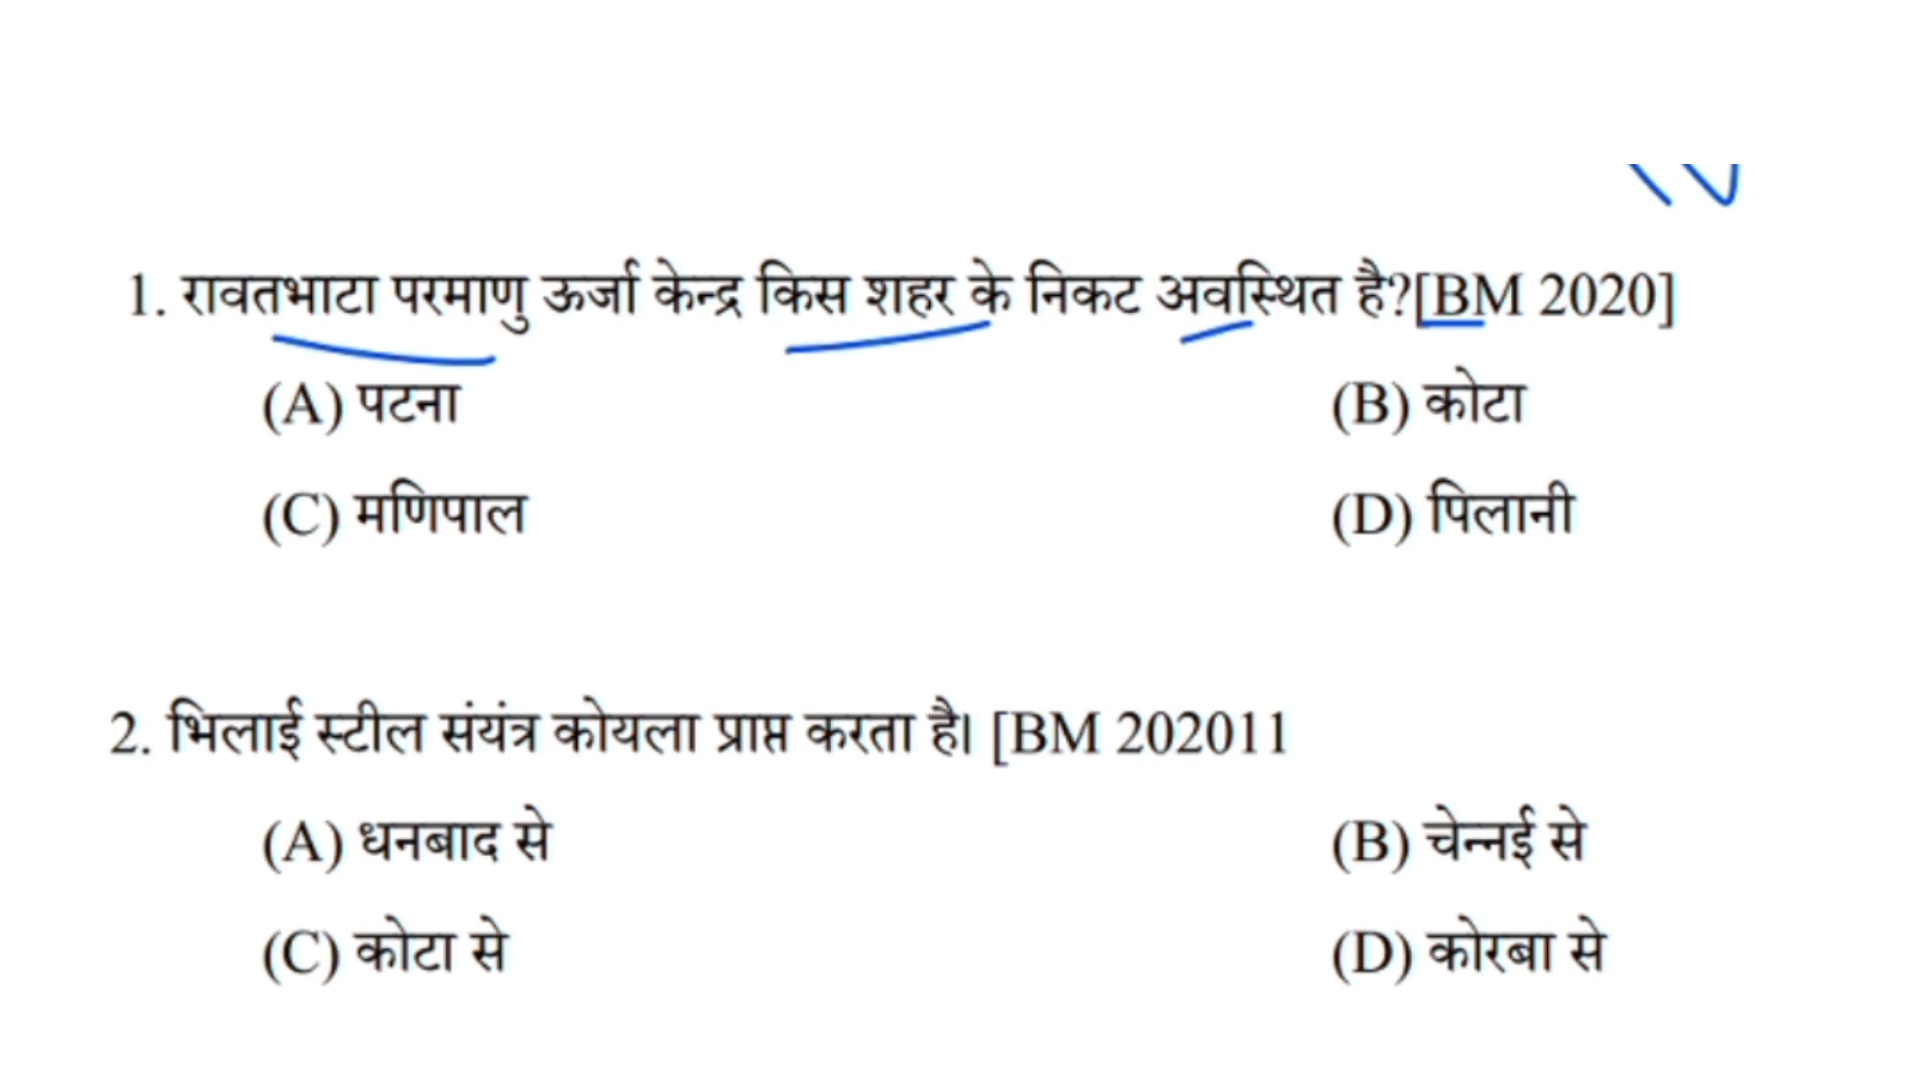 1. रावतभाटा परमाणु ऊर्जा केन्द्र किस शहर के निकट अवस्थित है?[BM 2020]
(A) पटना (B) कोटा
(C) मणिपाल (D) पिलानी
2. भिलाई स्टील संयंत्र कोयला प्राप्त करता है। [BM 202011
(A) धनबाद से (B) चेन्नई से
(C) कोटा से (D) कोरबा से